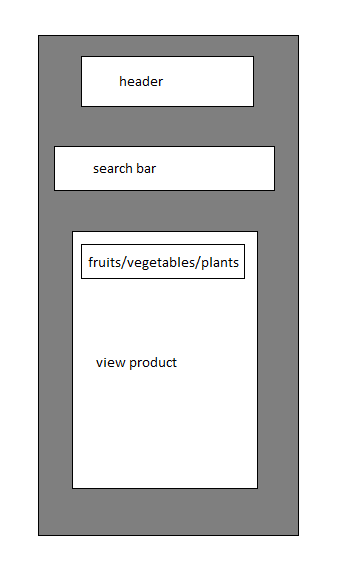 header
search bar
fruits/vegetables/plants
view product